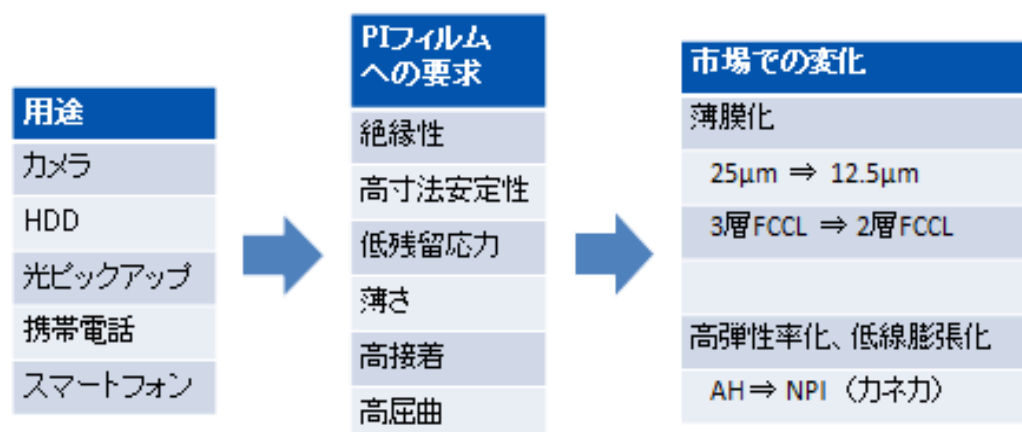 用途
カメラ
HDD
光ピックアップ
携帯電話
スマートフォン
PIフィルム
への要求
絶縁性
高寸法安定性
低残留応力
薄さ
高接着
高屈曲
市場での変化
薄膜化
25μm ⇒ 12.5μm
3層FCCL ⇒ 2層FCCL
高弾性率化、低線膨張化
AH⇒ NPI （カネカ）